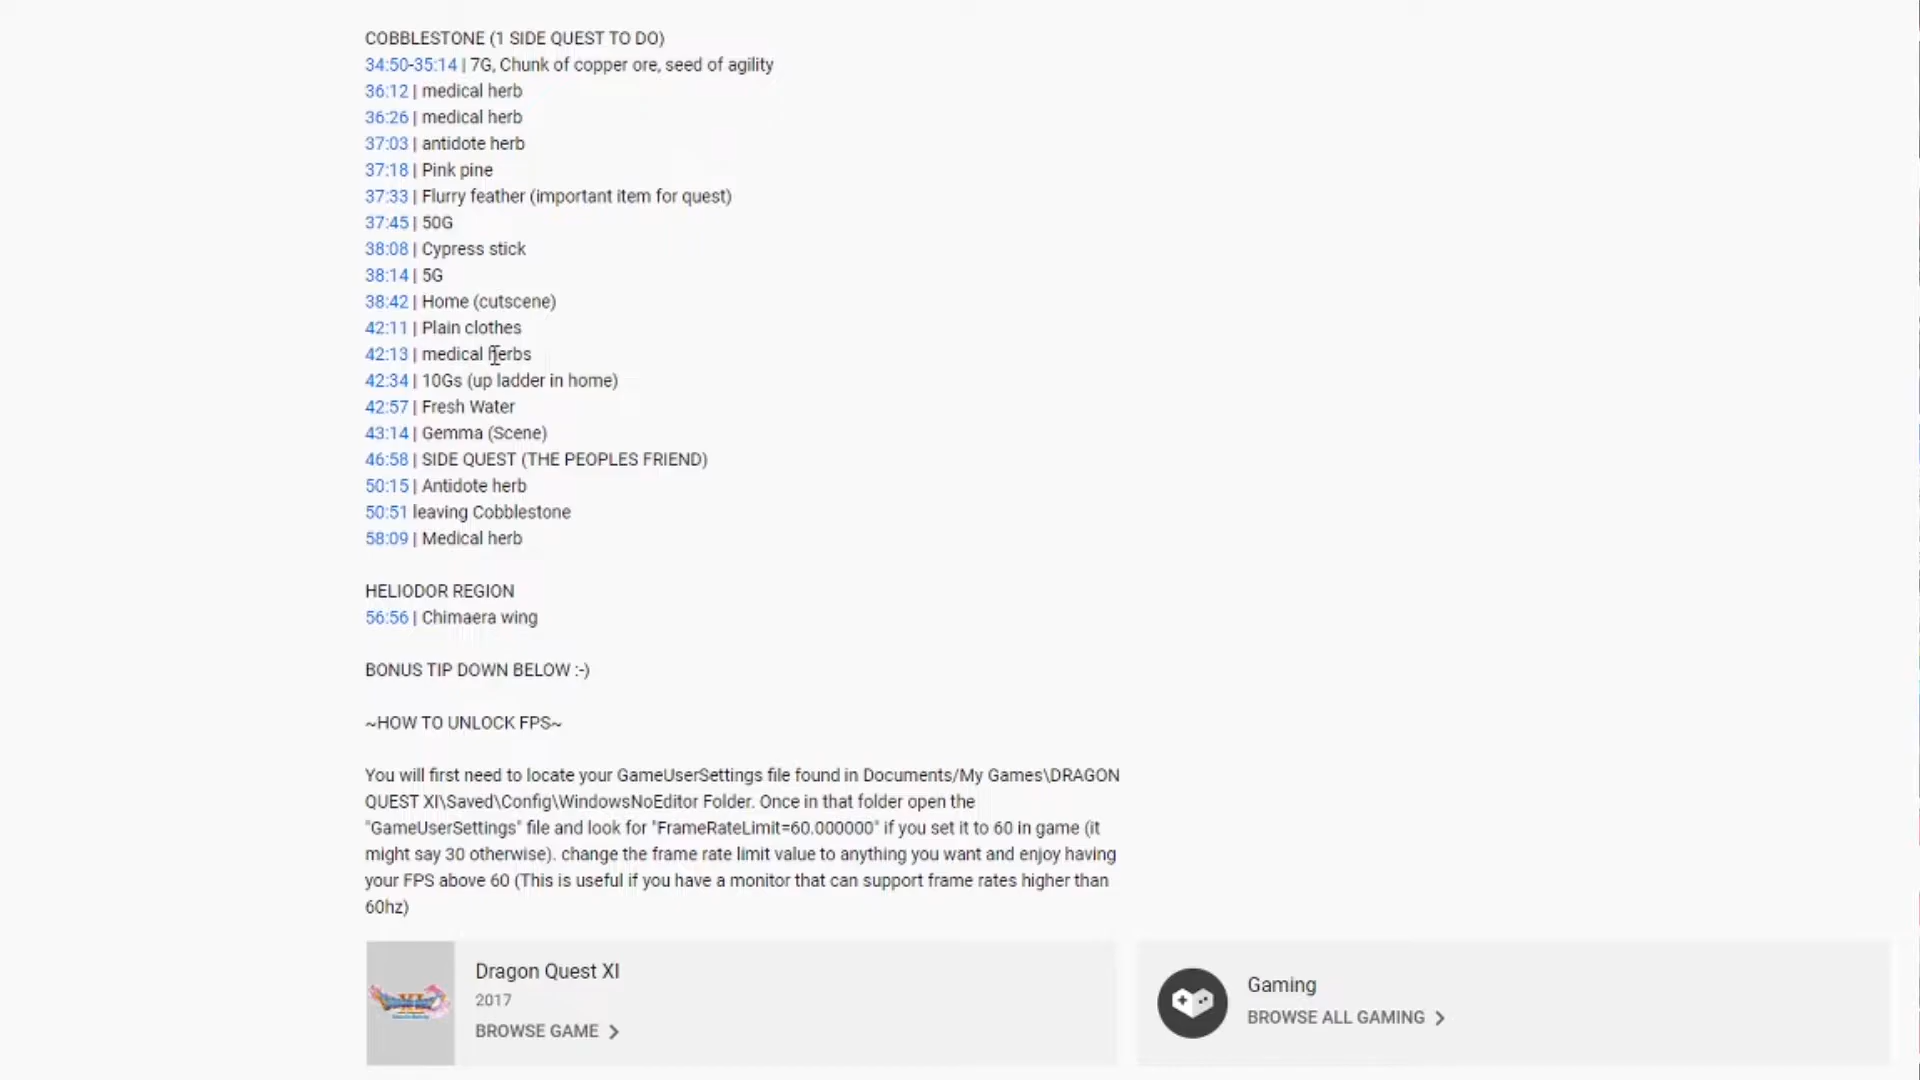 COBBLESTONE (1 SIDE QUEST TO DO)
34:50-35:14 | 7G, Chunk of copper ore, seed of agility
36:12 | medical herb
36:26 | medical herb
37:03 | antidote herb
37:18 | Pink pine
37:33 | Flurry feather (important item for quest)
37:45 | 50G
38:08 | Cypress stick
38:14 | 5G
38:42 | Home (cutscene)
42:11 | Plain clothes
42:13 | medical herbs
42:34 | 10Gs (up ladder in home)
42:57 | Fresh Water
43:14 | Gemma (Scene)
46:58 | SIDE QUEST (THE PEOPLES FRIEND)
50:15 | Antidote herb
50:51 leaving Cobblestone
58:09 | Medical herb
HELIODOR REGION
56:56 | Chimaera wing
BONUS TIP DOWN BELOW :-)
~HOW TO UNLOCK FPS~
You will first need to locate your GameUserSettings file found in Documents/My Games\DRAGON
QUEST XI\Saved\Config\WindowsNoEditor Folder. Once in that folder open the
"GameUserSettings" file and look for "FrameRateLimit=60.000000" if you set it to 60 in game (it
might say 30 otherwise). change the frame rate limit value to anything you want and enjoy having
your FPS above 60 (This is useful if you have a monitor that can support frame rates higher than
60hz)
Dragon Quest XI
2017
BROWSE GAME
Gaming
BROWSE ALL GAMING